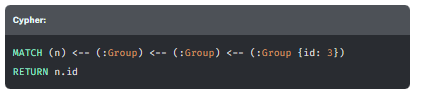 Cypher:
MATCH (n) <-- (:Group) <-- (:Group) <-- (:Group {id: 3})
RETURN n.id